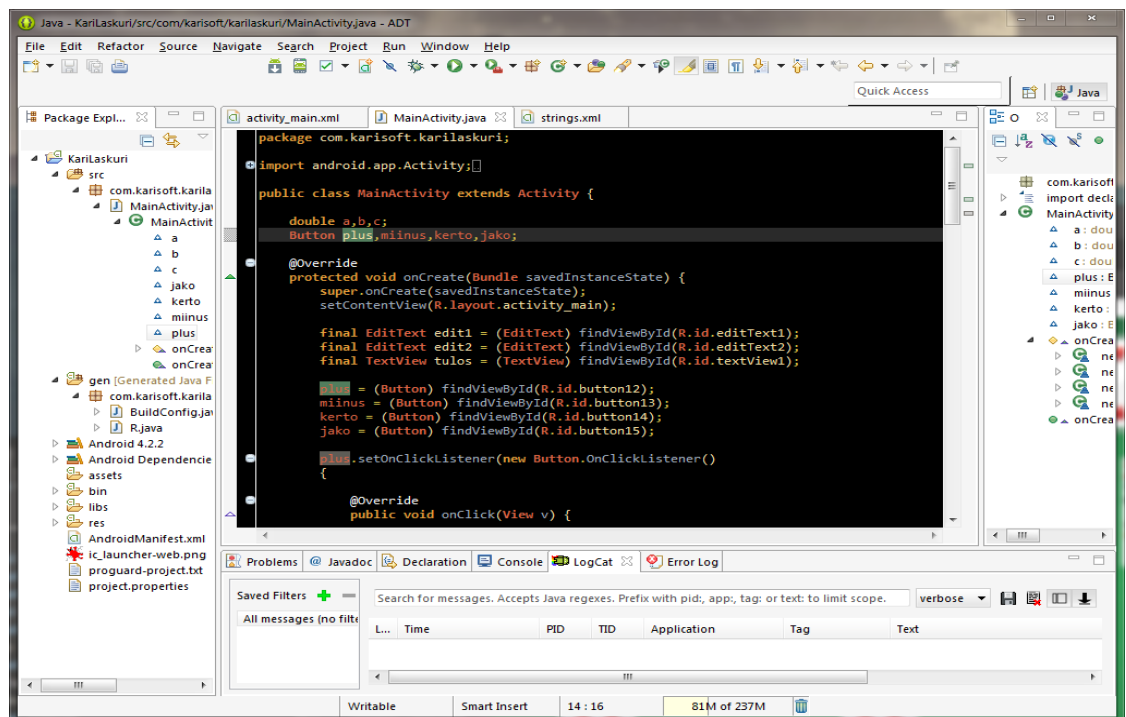 Java - KariLaskuri/src/com/karisoft/karilaskuri/MainActivity.java - ADT
File Edit Refactor Source Navigate Search Project Run Window Help
Quick Access
Java
Package Expl...
KariLaskuri
src
com.karisoft.karila
MainActivity.jav
MainActivit
a
b
c
jako
kerto
miinus
plus
onCreat
onCreat
gen [Generated Java F
com.karisoft.karila
BuildConfig.jav
R.java
Android 4.2.2
Android Dependencie
assets
bin
libs
res
AndroidManifest.xml
ic_launcher-web.png
proguard-project.txt
project.properties
activity_main.xml MainActivity.java strings.xml
package com.karisoft.karilaskuri;
import android.app.Activity;
public class MainActivity extends Activity {
double a,b,c;
Button plus,miinus,kerto,jako;
@Override
protected void onCreate(Bundle savedInstanceState) {
super.onCreate(savedInstanceState);
setContentView(R.layout.activity_main);
final EditText edit1 = (EditText) findViewById(R.id.editText1);
final EditText edit2 = (EditText) findViewById(R.id.editText2);
final TextView tulos = (TextView) findViewById(R.id.textView1);
plus = (Button) findViewById(R.id.button12);
miinus = (Button) findViewById(R.id.button13);
kerto = (Button) findViewById(R.id.button14);
jako = (Button) findViewById(R.id.button15);
plus.setOnClickListener(new Button.OnClickListener()
{
@Override
public void onClick(View v) {
O
com.karisoft
import decla
MainActivity
a : dou
b : dou
c : dou
plus : B
miinus
kerto :
jako : B
onCrea
ne
ne
ne
ne
onCrea
Problems @ Javadoc Declaration Console LogCat Error Log
Saved Filters
All messages (no filte
Search for messages. Accepts Java regexes. Prefix with pid:, app:, tag: or text: to limit scope.
verbose
L... Time PID TID Application Tag Text
Writable Smart Insert 14 : 16 81M of 237M